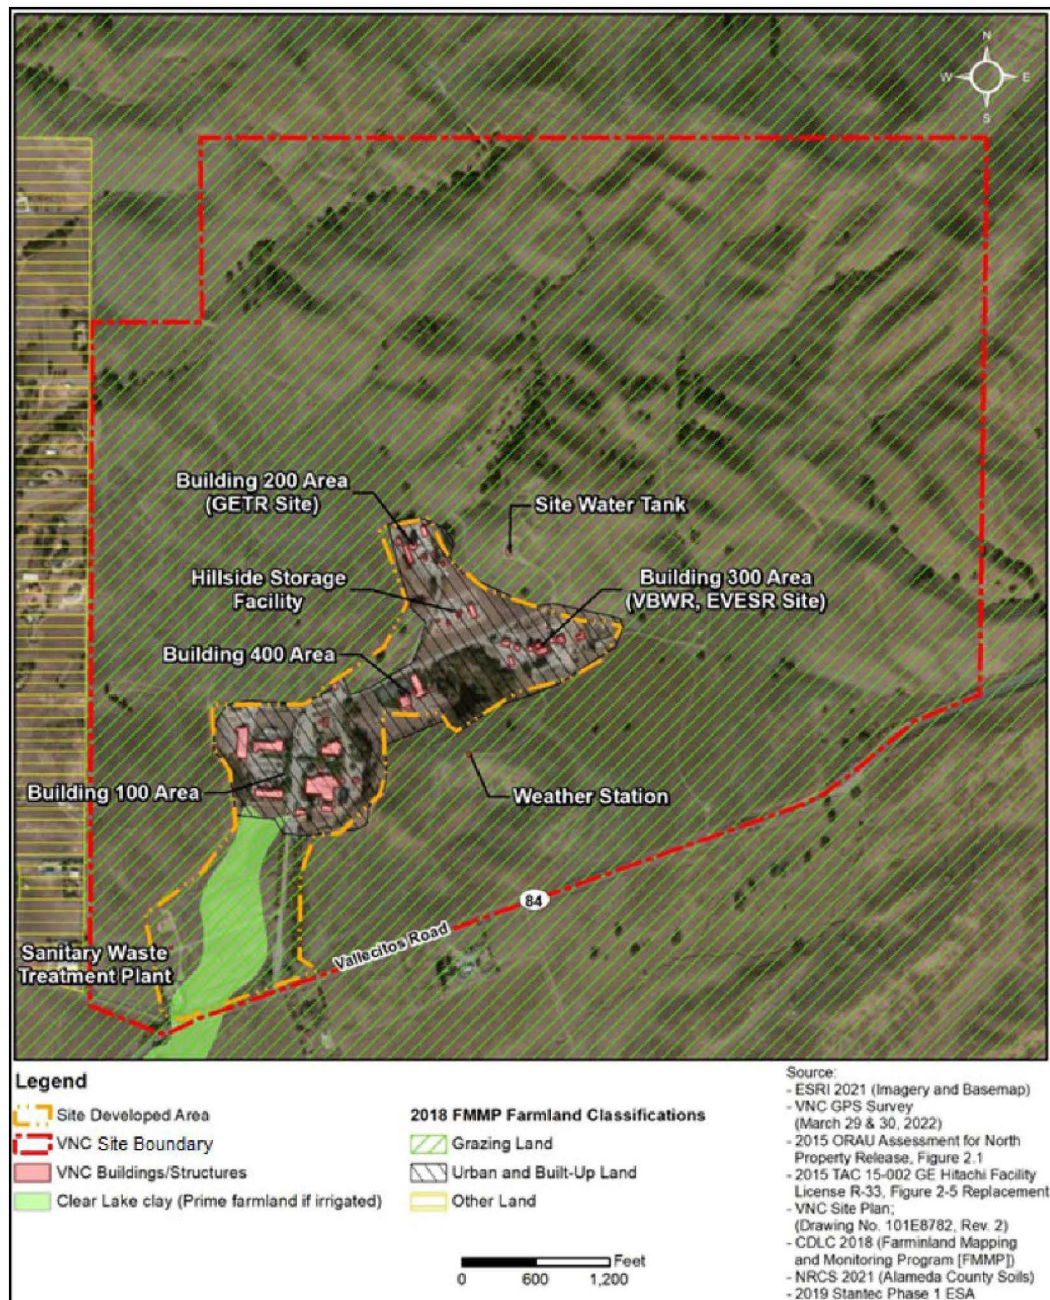 N
W E
S
Building 200 Area
(GETR Site)
Site Water Tank
Hillside Storage
Facility
Building 300 Area
(VBWR, EVESR Site)
Building 400 Area
Building 100 Area
Weather Station
84
Vallecitos Road
Sanitary Waste
Treatment Plant
Legend
Site Developed Area
VNC Site Boundary
VNC Buildings/Structures
Clear Lake clay (Prime farmland if irrigated)
2018 FMMP Farmland Classifications
Grazing Land
Urban and Built-Up Land
Other Land
Feet
0 600 1,200
Source:
- ESRI 2021 (Imagery and Basemap)
- VNC GPS Survey
(March 29 & 30, 2022)
- 2015 ORAU Assessment for North
Property Release, Figure 2.1
- 2015 TAC 15-002 GE Hitachi Facility
License R-33, Figure 2-5 Replacement
- VNC Site Plan;
(Drawing No. 101E8782, Rev. 2)
- CDLC 2018 (Farminland Mapping
and Monitoring Program [FMMP])
- NRCS 2021 (Alameda County Soils)
- 2019 Stantec Phase 1 ESA